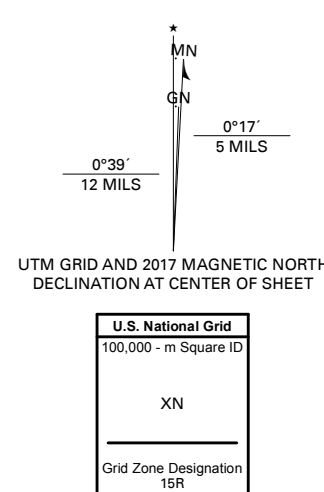 ★
MN
GN
0°17´
5 MILS
0°39´
12 MILS
UTM GRID AND 2017 MAGNETIC NORTH
DECLINATION AT CENTER OF SHEET
U.S. National Grid
100,000 - m Square ID
XN
Grid Zone Designation
15R